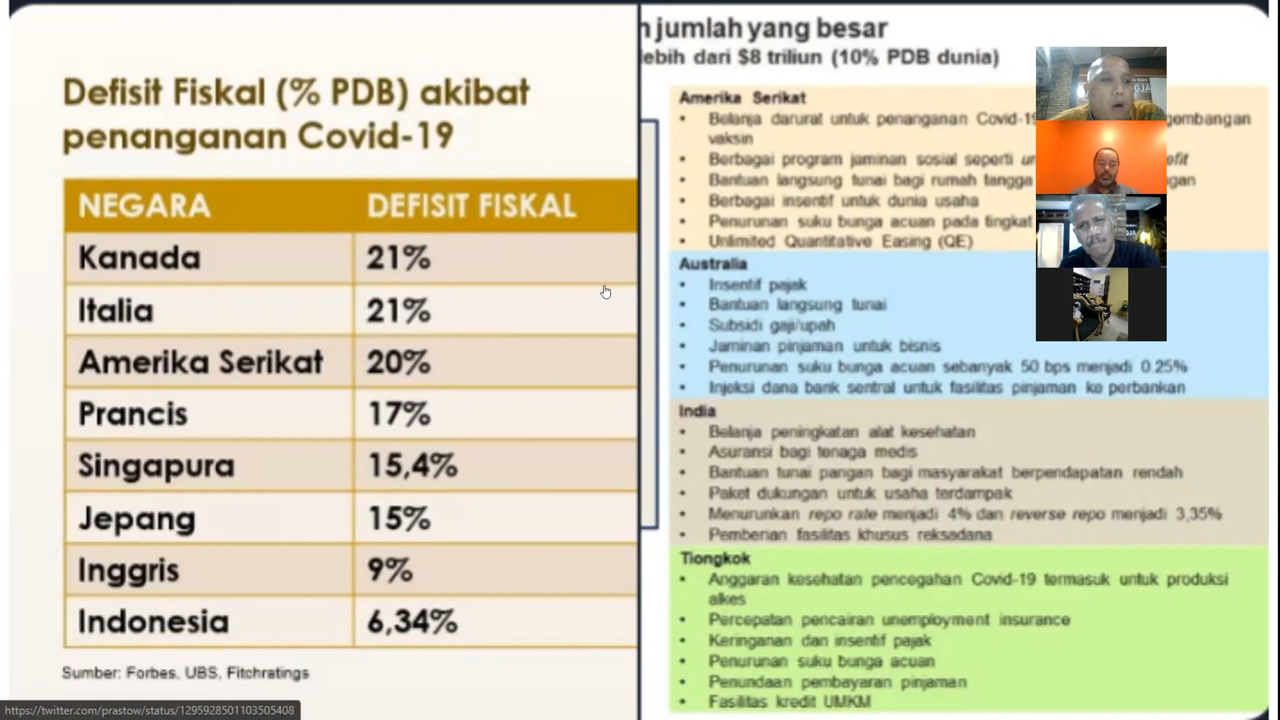 Defisit Fiskal (% PDB) akibat
penanganan Covid-19
NEGARA DEFISIT FISKAL
Kanada 21%
Italia 21%
Amerika Serikat 20%
Prancis 17%
Singapura 15,4%
Jepang 15%
Inggris 9%
Indonesia 6,34%
Sumber: Forbes, UBS, Fitchratings
https://twitter.com/prastow/status/1295928501103505408
jumlah yang besar
lebih dari $8 triliun (10% PDB dunia)
Amerika Serikat
• Belanja darurat untuk penanganan Covid-19
vaksin
• Berbagai program jaminan sosial seperti
• Bantuan langsung tunai bagi rumah tangga
• Berbagai insentif untuk dunia usaha
• Penurunan suku bunga acuan pada tingkat
• Unlimited Quantitative Easing (QE)
Australia
• Insentif pajak
• Bantuan langsung tunai
• Subsidi gaji/upah
• Jaminan pinjaman untuk bisnis
• Penurunan suku bunga acuan sebanyak 50 bps menjadi 0.25%
• Injeksi dana bank sentral untuk fasilitas pinjaman ke perbankan
India
• Belanja peningkatan alat kesehatan
• Asuransi bagi tenaga medis
• Bantuan tunai pangan bagi masyarakat berpendapatan rendah
• Paket dukungan untuk usaha terdampak
• Menurunkan repo rate menjadi 4% dan reverse repo menjadi 3,35%
• Pemberian fasilitas khusus reksadana
Tiongkok
• Anggaran kesehatan pencegahan Covid-19 termasuk untuk produksi
alkes
• Percepatan pencairan unemployment insurance
• Keringanan dan insentif pajak
• Penurunan suku bunga acuan
• Penundaan pembayaran pinjaman
• Fasilitas kredit UMKM